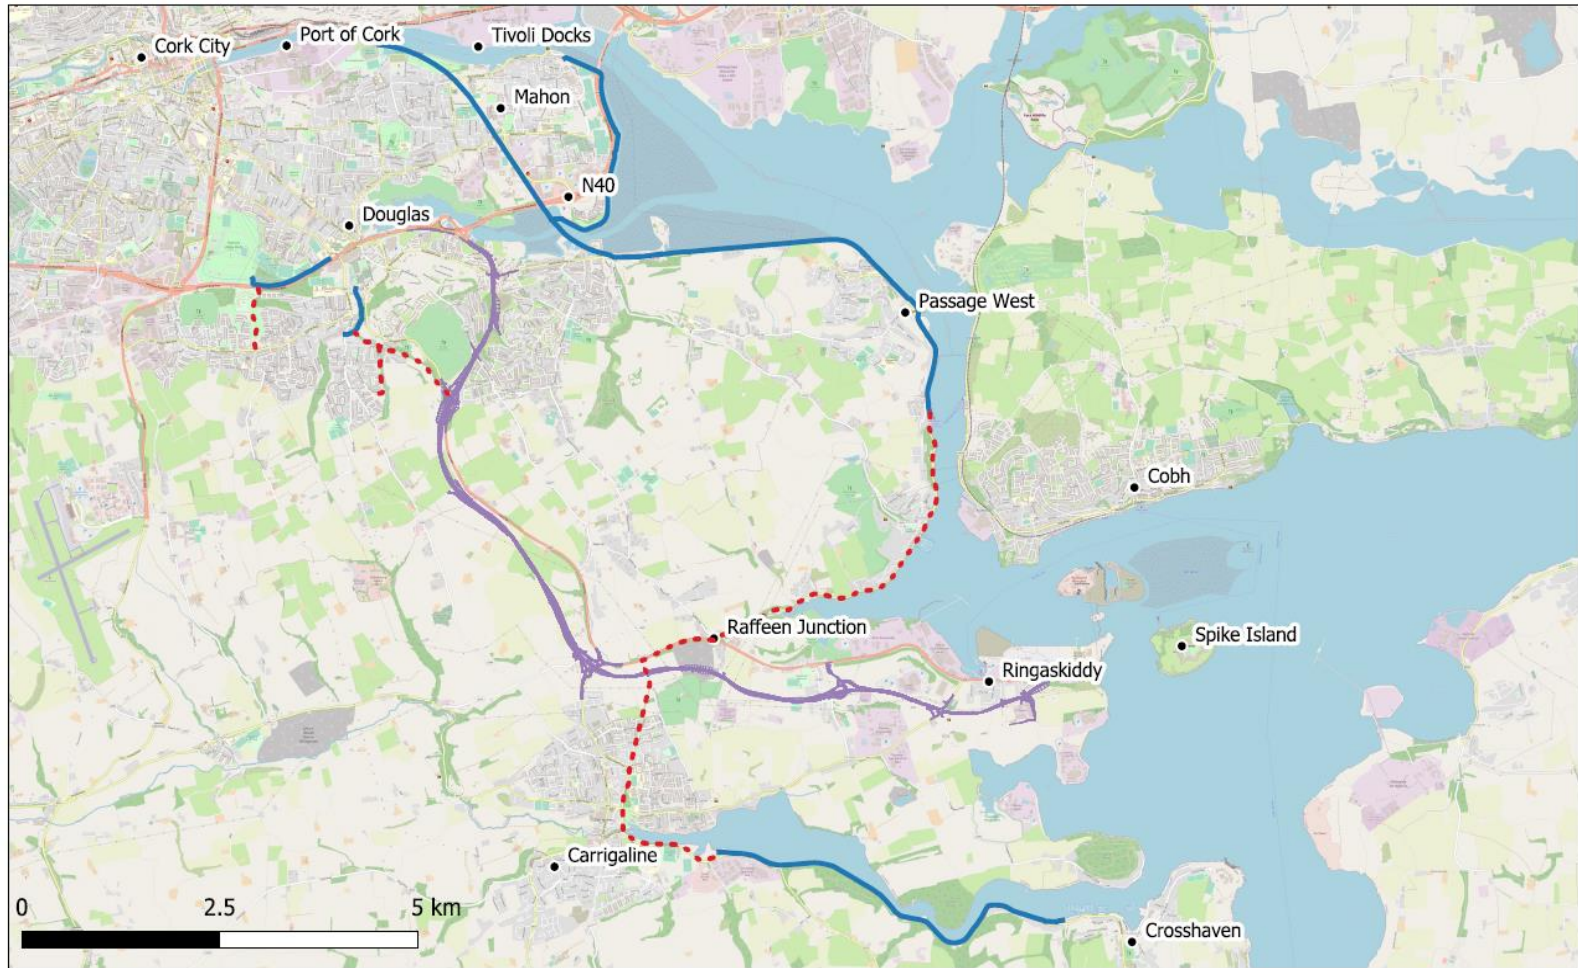 Cork City
Port of Cork
Tivoli Docks
Mahon
N40
Douglas
Passage West
Cobh
Raffeen Junction
Spike Island
Ringaskiddy
Carrigaline
Crosshaven
0 2.5 5 km